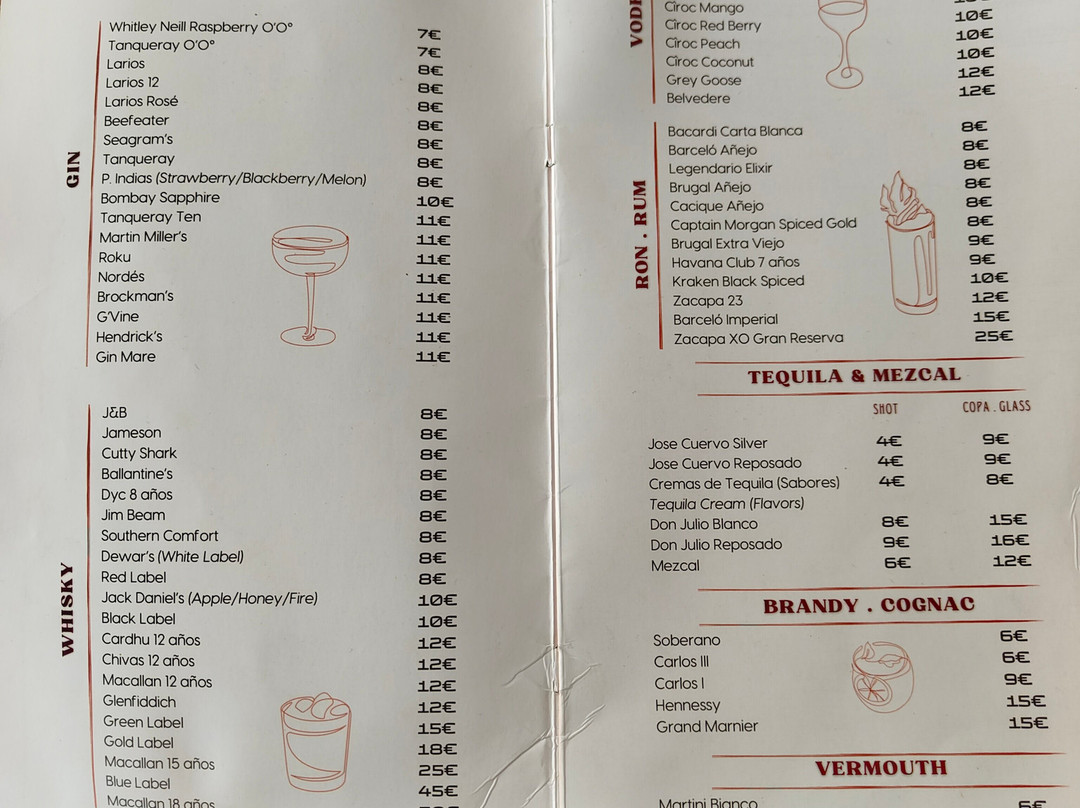 GIN
Whitley Neill Raspberry O'O° 7€
Tanqueray O'O° 7€
Larios 8€
Larios 12 8€
Larios Rosé 8€
Beefeater 8€
Seagram's 8€
Tanqueray 8€
P. Indias (Strawberry/Blackberry/Melon) 8€
Bombay Sapphire 10€
Tanqueray Ten 11€
Martin Miller's 11€
Roku 11€
Nordés 11€
Brockman's 11€
G'Vine 11€
Hendrick's 11€
Gin Mare 11€
WHISKY
J&B 8€
Jameson 8€
Cutty Shark 8€
Ballantine's 8€
Dyc 8 años 8€
Jim Beam 8€
Southern Comfort 8€
Dewar's (White Label) 8€
Red Label 8€
Jack Daniel's (Apple/Honey/Fire) 10€
Black Label 10€
Cardhu 12 años 12€
Chivas 12 años 12€
Macallan 12 años 12€
Glenfiddich 12€
Green Label 15€
Gold Label 18€
Macallan 15 años 25€
Blue Label 45€
Macallan 18 años
VOD
Cîroc Mango 10€
Cîroc Red Berry 10€
Cîroc Peach 10€
Cîroc Coconut 10€
Grey Goose 12€
Belvedere 12€
RON . RUM
Bacardi Carta Blanca 8€
Barceló Añejo 8€
Legendario Elixir 8€
Brugal Añejo 8€
Cacique Añejo 8€
Captain Morgan Spiced Gold 8€
Brugal Extra Viejo 9€
Havana Club 7 años 9€
Kraken Black Spiced 10€
Zacapa 23 12€
Barceló Imperial 15€
Zacapa XO Gran Reserva 25€
TEQUILA & MEZCAL
SHOT COPA . GLASS
Jose Cuervo Silver 4€ 9€
Jose Cuervo Reposado 4€ 9€
Cremas de Tequila (Sabores) 4€ 8€
Tequila Cream (Flavors)
Don Julio Blanco 8€ 15€
Don Julio Reposado 9€ 16€
Mezcal 6€ 12€
BRANDY . COGNAC
Soberano 6€
Carlos III 6€
Carlos I 9€
Hennessy 15€
Grand Marnier 15€
VERMOUTH
Martini Bianco 6€